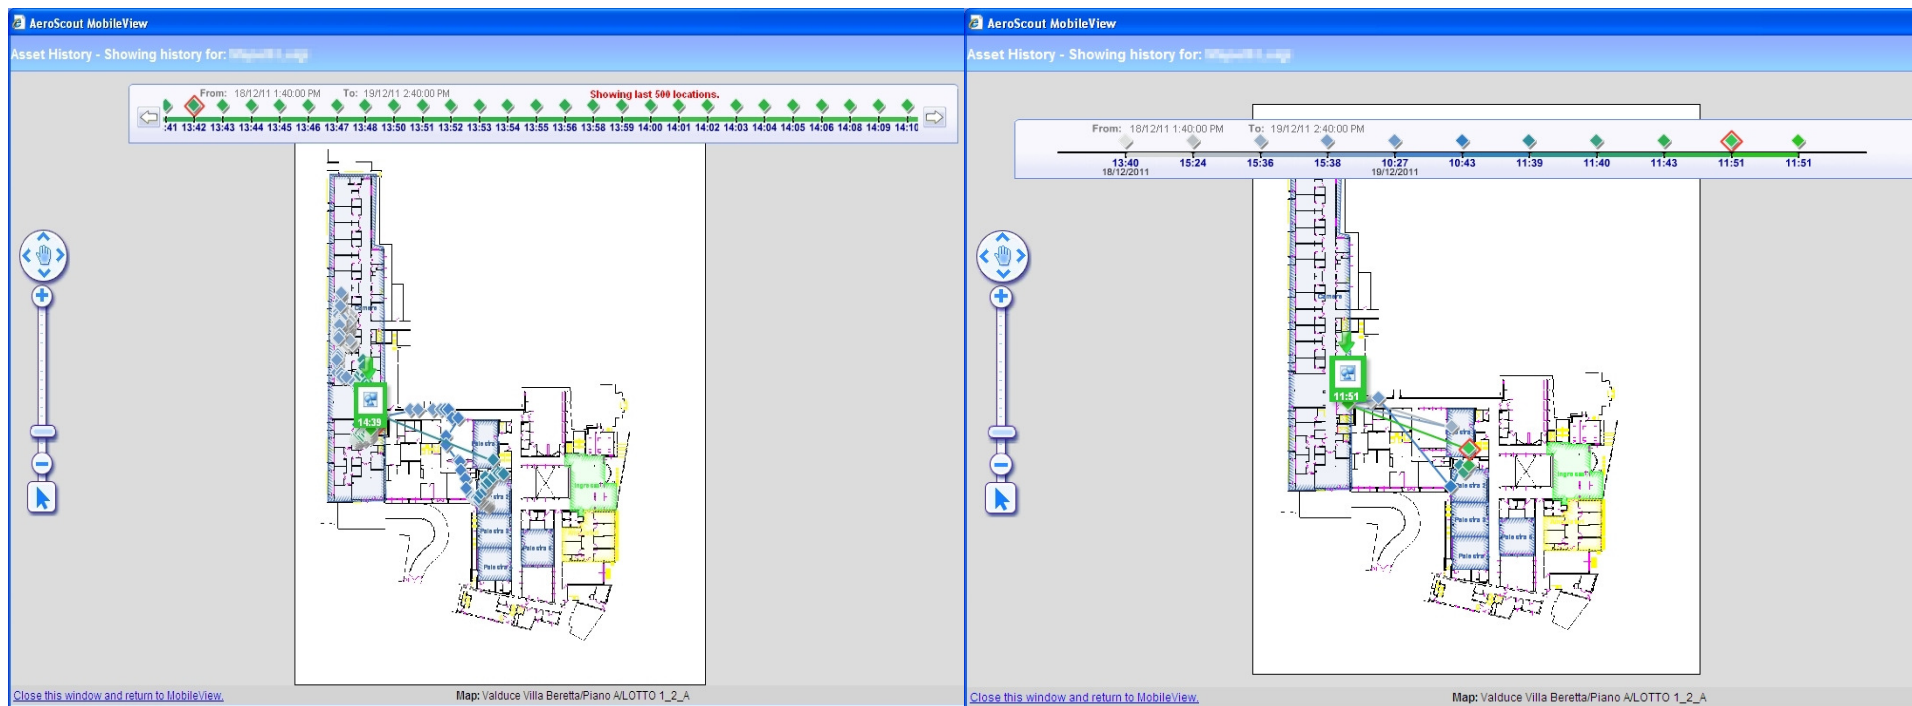 AeroScout MobileView
Asset History - Showing history for:
From: 18/12/11 1:40:00 PM To: 19/12/11 2:40:00 PM Showing last 500 locations.
:41 13:42 13:43 13:44 13:45 13:46 13:47 13:48 13:50 13:51 13:52 13:53 13:54 13:55 13:56 13:58 13:59 14:00 14:01 14:02 14:03 14:04 14:05 14:06 14:08 14:09 14:10
14:39
Close this window and return to MobileView.
Map: Valduce Villa Beretta/Piano A/LOTTO 1_2_A
AeroScout MobileView
Asset History - Showing history for:
From: 18/12/11 1:40:00 PM To: 19/12/11 2:40:00 PM
13:40 15:24 15:36 15:38 10:27 10:43 11:39 11:40 11:43 11:51 11:51
18/12/2011 19/12/2011
11:51
Close this window and return to MobileView.
Map: Valduce Villa Beretta/Piano A/LOTTO 1_2_A